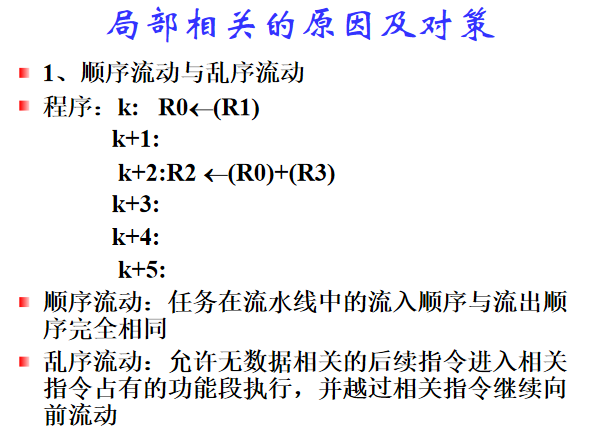 局部相关的原因及对策
1、顺序流动与乱序流动
程序：k: R0←(R1)
k+1:
k+2:R2 ←(R0)+(R3)
k+3:
k+4:
k+5:
顺序流动：任务在流水线中的流入顺序与流出顺
序完全相同
乱序流动：允许无数据相关的后续指令进入相关
指令占有的功能段执行，并越过相关指令继续向
前流动